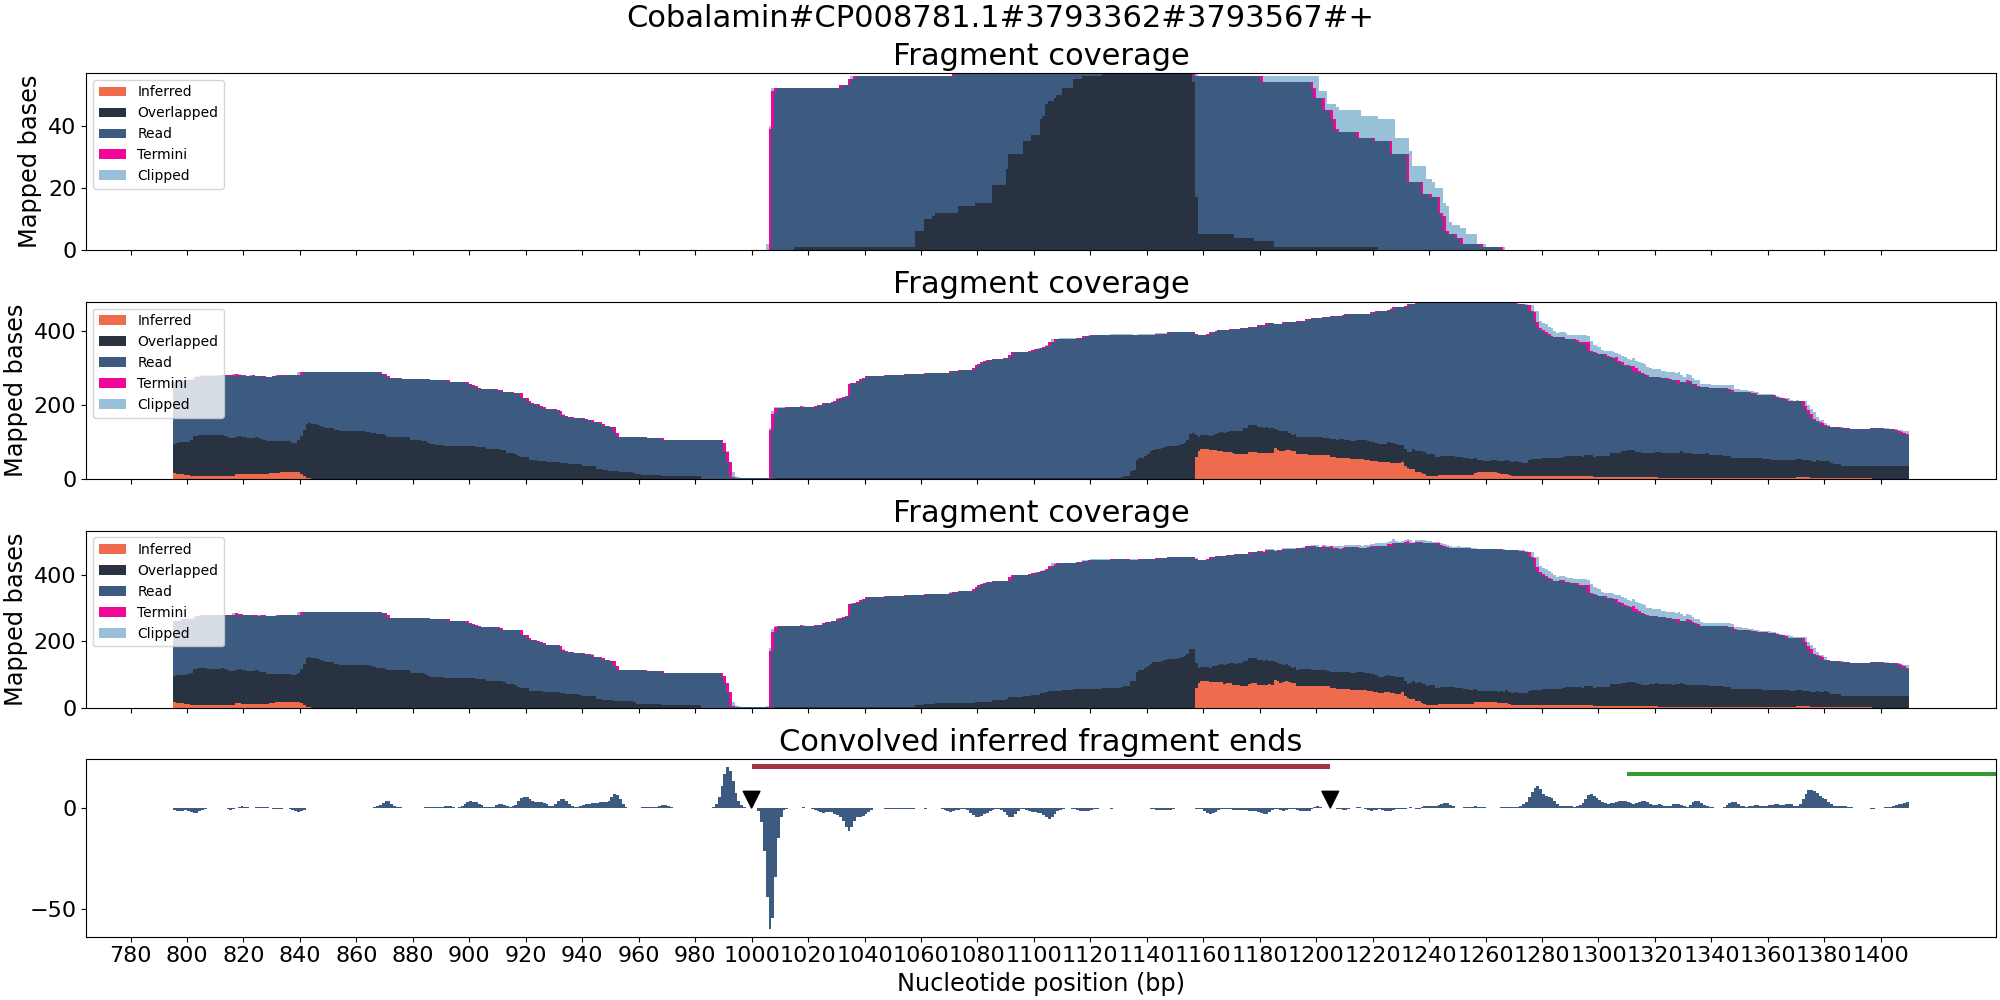 Cobalamin#CP008781.1#3793362#3793567#+
Fragment coverage
Mapped bases
40
20
0
Inferred
Overlapped
Read
Termini
Clipped
Fragment coverage
Mapped bases
400
200
0
Inferred
Overlapped
Read
Termini
Clipped
Fragment coverage
Mapped bases
400
200
0
Inferred
Overlapped
Read
Termini
Clipped
Convolved inferred fragment ends
0
−50
780 800 820 840 860 880 900 920 940 960 980 1000 1020 1040 1060 1080 1100 1120 1140 1160 1180 1200 1220 1240 1260 1280 1300 1320 1340 1360 1380 1400
Nucleotide position (bp)